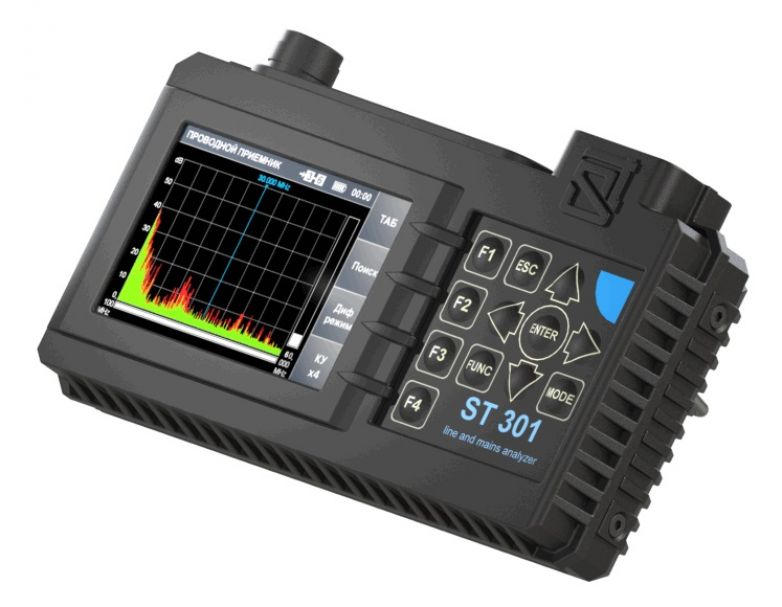 ПРОВОДНОЙ ПРИЕМНИК 00:00
dB
30.000 MHz
50
40
30
20
10
0
100
kHz
60,
000
MHz
ТАБ
Поиск
Диф
режим
КУ
x4
F1
ESC
F2
ENTER
F3
FUNC
F4
MODE
ST 301
line and mains analyzer